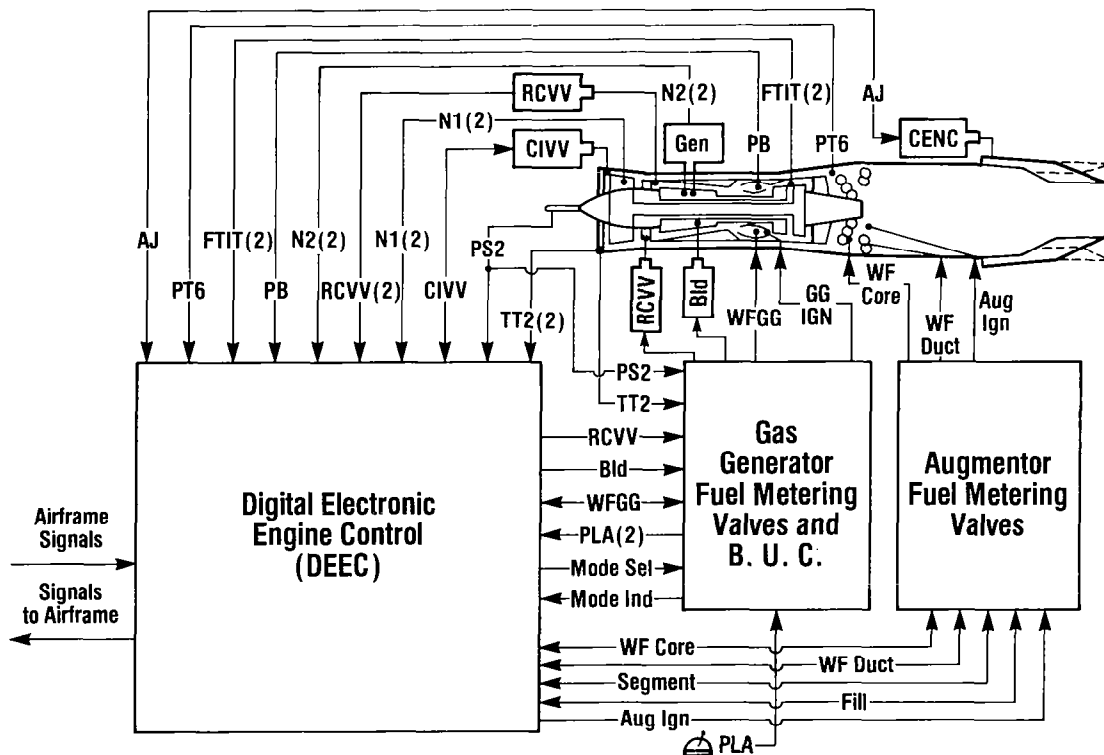 RCVV
N2(2)
FTIT(2)
AJ
N1(2)
CIVV
Gen
PB
PT6
CENC
AJ
PT6
FTIT(2)
PB
N2(2)
RCVV(2)
N1(2)
CIVV
PS2
TT2(2)
RCVV
Bld
WFGG
GG
IGN
WF
Core
WF
Duct
Aug
Ign
PS2
TT2
RCVV
Bld
WFGG
PLA(2)
Mode Sel
Mode Ind
Digital Electronic
Engine Control
(DEEC)
Gas
Generator
Fuel Metering
Valves and
B. U. C.
Augmentor
Fuel Metering
Valves
Airframe
Signals
Signals
to Airframe
WF Core
WF Duct
Segment
Fill
Aug Ign
PLA